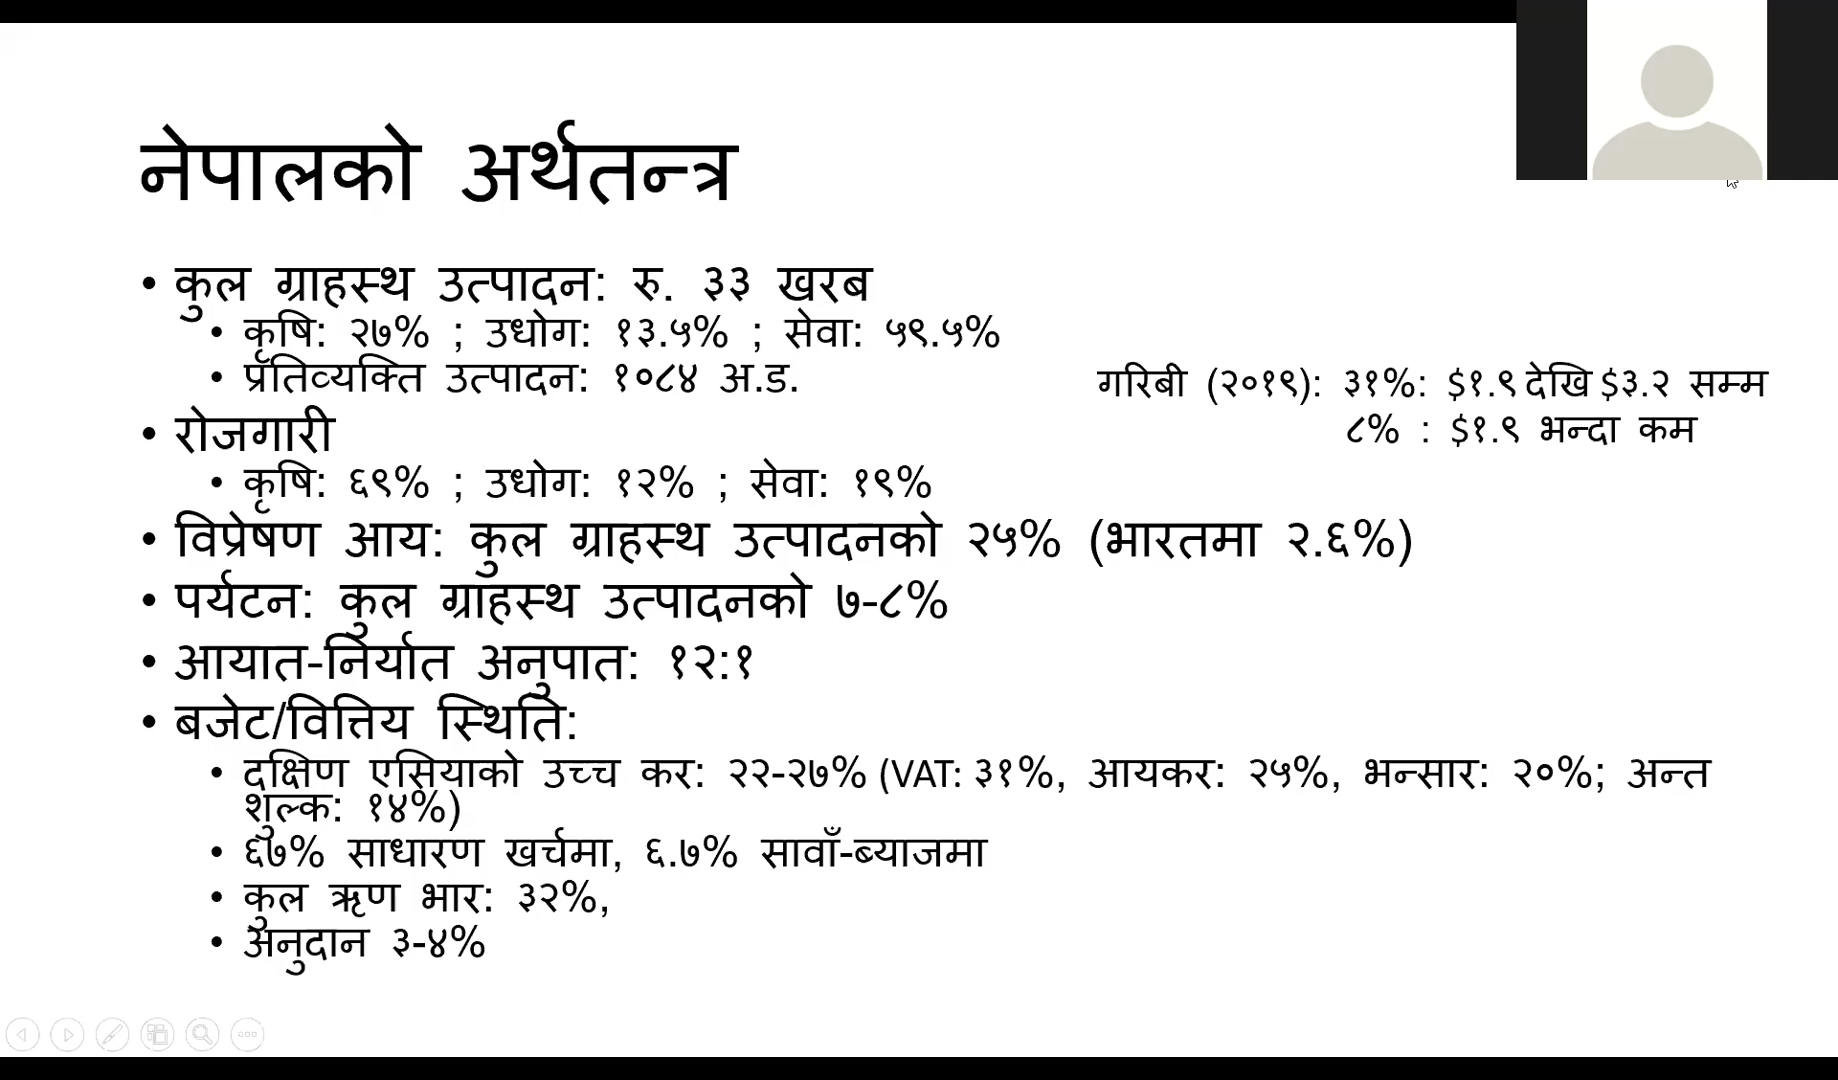 नेपालको अर्थतन्त्र
• कुल ग्राहस्थ उत्पादन: रु. ३३ खरब
• कृषि: २७% ; उधोग: १३.५% ; सेवा: ५९.५%
• प्रतिव्यक्ति उत्पादन: १०८४ अ.ड.
गरिबी (२०१९): ३१%: $१.९ देखि $३.२ सम्म
८% : $१.९ भन्दा कम
• रोजगारी
• कृषि: ६९% ; उधोग: १२% ; सेवा: १९%
• विप्रेषण आय: कुल ग्राहस्थ उत्पादनको २५% (भारतमा २.६%)
• पर्यटन: कुल ग्राहस्थ उत्पादनको ७-८%
• आयात-निर्यात अनुपात: १२:१
• बजेट/वित्तिय स्थिति:
• दक्षिण एसियाको उच्च कर: २२-२७% (VAT: ३१%, आयकर: २५%, भन्सार: २०%; अन्त
शुल्क: १४%)
• ६७% साधारण खर्चमा, ६.७% सावाँ-ब्याजमा
• कुल ऋण भार: ३२%,
• अनुदान ३-४%